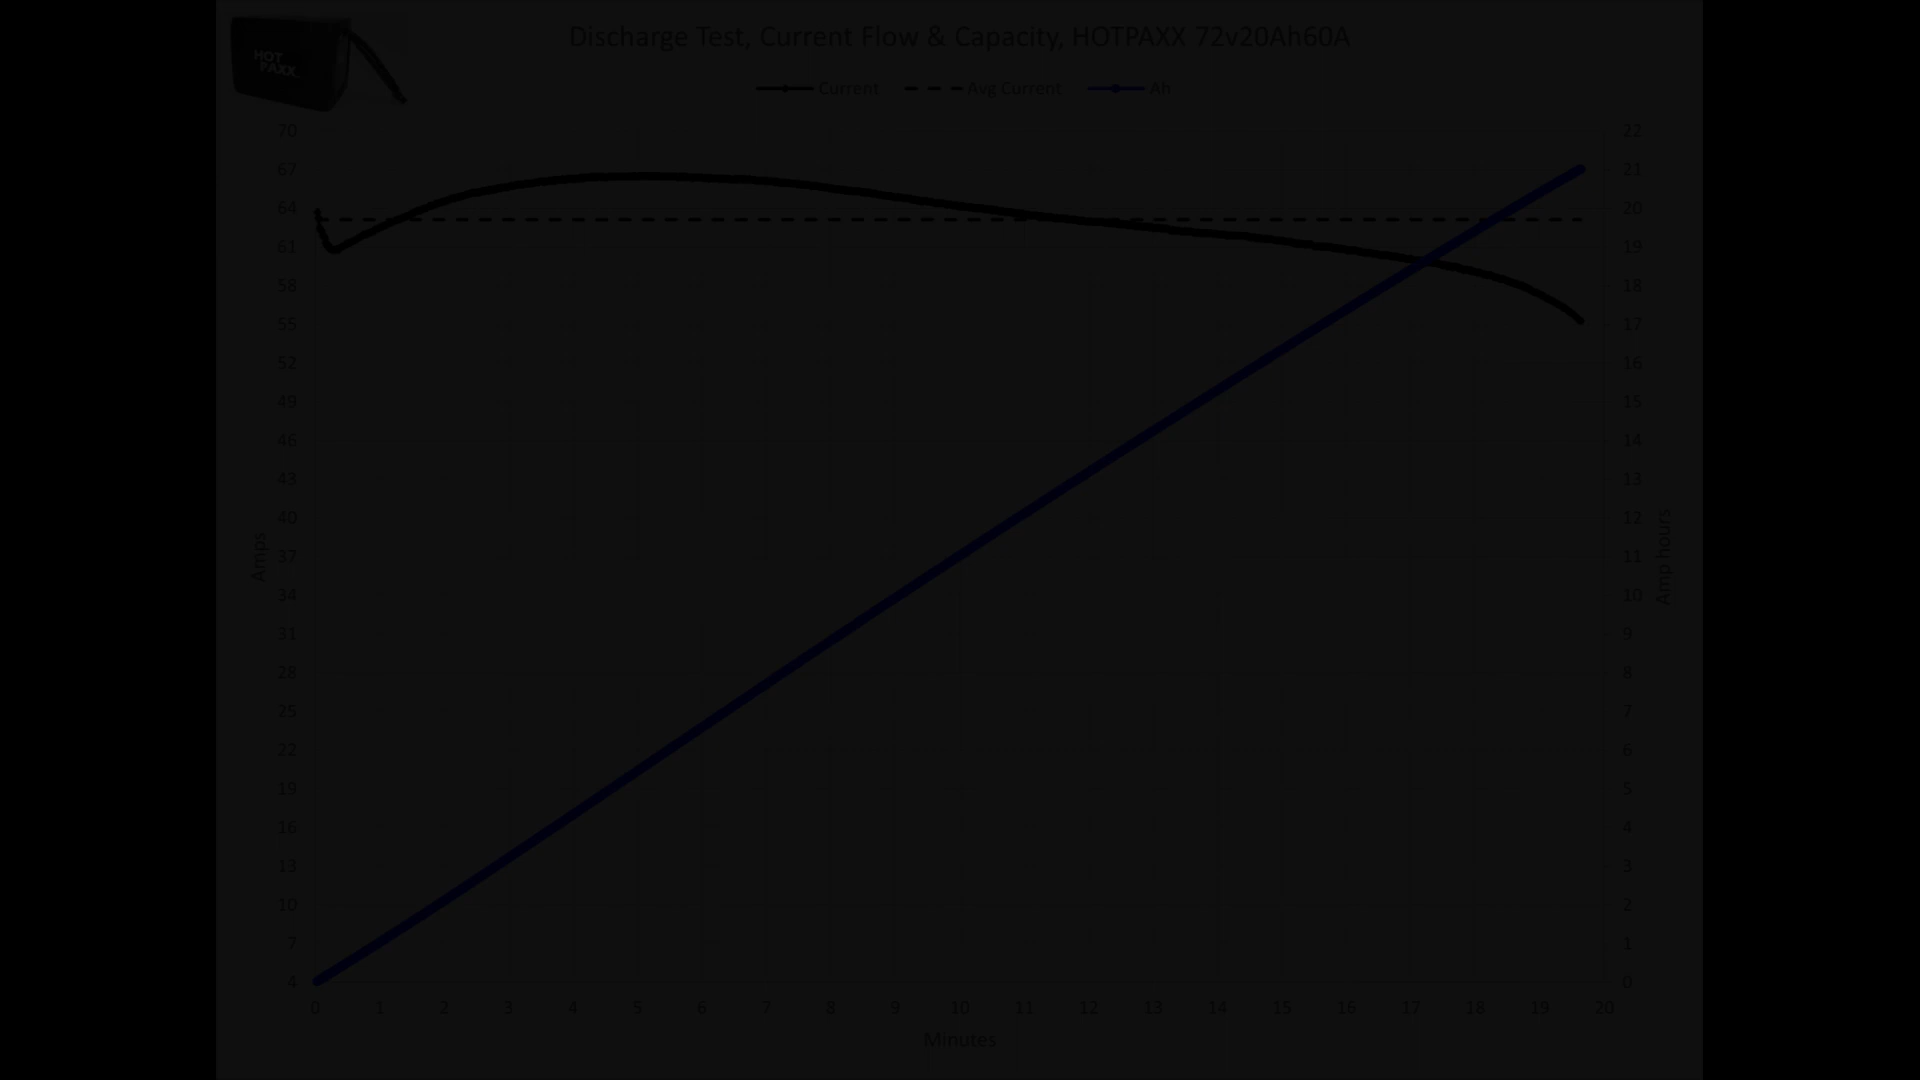 HOT
PAXX
Discharge Test, Current Flow & Capacity, HOTPAXX 72v20Ah60A
Current Avg Current Ah
70 22
67 21
64 20
61 19
58 18
55 17
52 16
49 15
46 14
43 13
40 12
37 11
34 10
31 9
28 8
25 7
22 6
19 5
16 4
13 3
10 2
7 1
4 0
Amps
Amp hours
0 1 2 3 4 5 6 7 8 9 10 11 12 13 14 15 16 17 18 19 20
Minutes